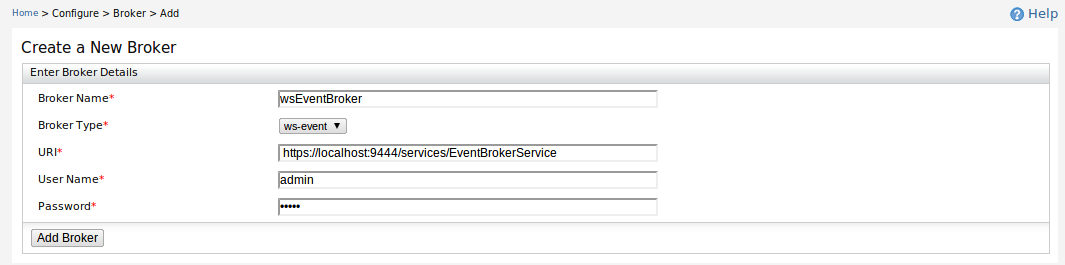 Home > Configure > Broker > Add
Help
Create a New Broker
Enter Broker Details
Broker Name* wsEventBroker
Broker Type* ws-event ▼
URI* https://localhost:9444/services/EventBrokerService
User Name* admin
Password* •••••
Add Broker